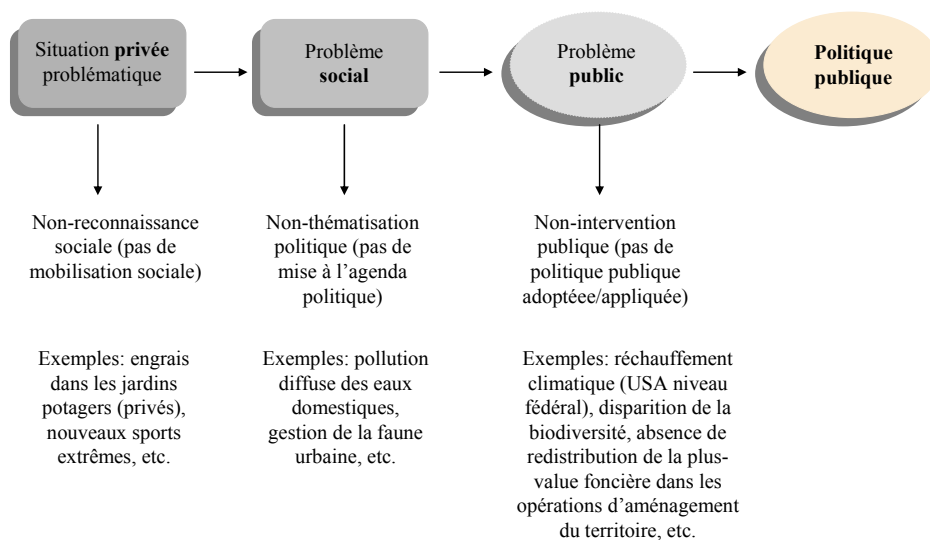 Situation privée
problématique
Problème
social
Problème
public
Politique
publique
Non-reconnaissance
sociale (pas de
mobilisation sociale)
Non-thématisation
politique (pas de
mise à l’agenda
politique)
Non-intervention
publique (pas de
politique publique
adoptéee/appliquée)
Exemples: engrais
dans les jardins
potagers (privés),
nouveaux sports
extrêmes, etc.
Exemples: pollution
diffuse des eaux
domestiques,
gestion de la faune
urbaine, etc.
Exemples: réchauffement
climatique (USA niveau
fédéral), disparition de la
biodiversité, absence de
redistribution de la plus-
value foncière dans les
opérations d’aménagement
du territoire, etc.